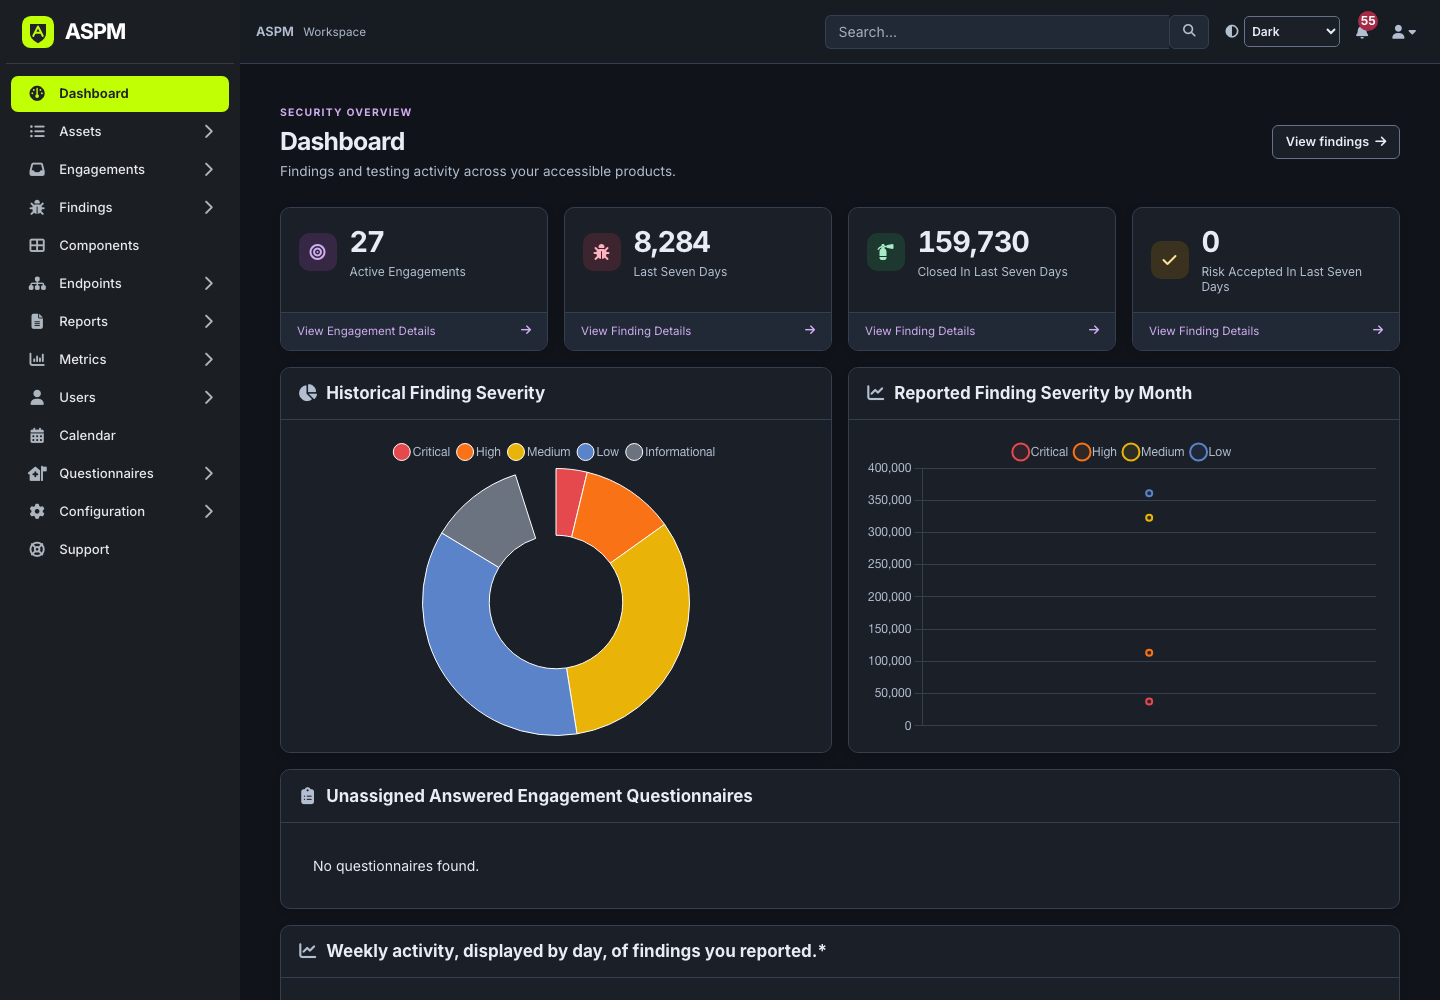 ASPM
ASPM Workspace
Search...
Dark
55
Dashboard
Assets
Engagements
Findings
Components
Endpoints
Reports
Metrics
Users
Calendar
Questionnaires
Configuration
Support
SECURITY OVERVIEW
Dashboard
Findings and testing activity across your accessible products.
View findings
27
Active Engagements
View Engagement Details
8,284
Last Seven Days
View Finding Details
159,730
Closed In Last Seven Days
View Finding Details
0
Risk Accepted In Last Seven
Days
View Finding Details
Historical Finding Severity
Critical High Medium Low Informational
Reported Finding Severity by Month
Critical High Medium Low
400,000
350,000
300,000
250,000
200,000
150,000
100,000
50,000
0
Unassigned Answered Engagement Questionnaires
No questionnaires found.
Weekly activity, displayed by day, of findings you reported.*